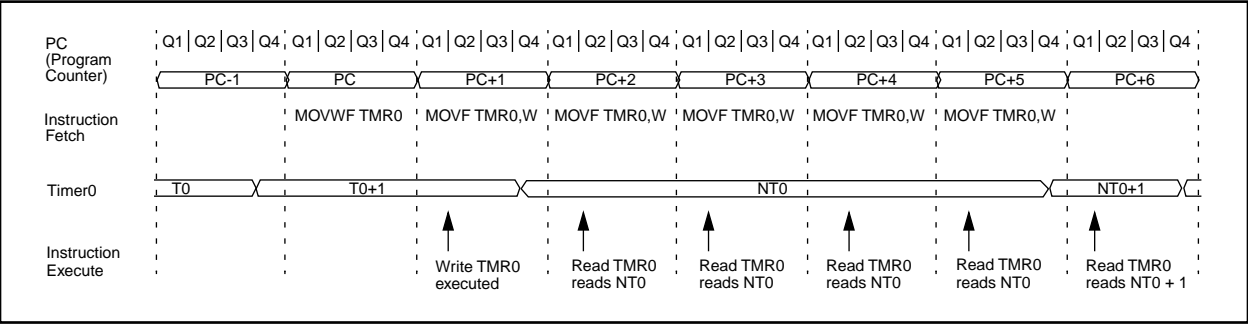 PC
(Program
Counter)
Q1 Q2 Q3 Q4 Q1 Q2 Q3 Q4 Q1 Q2 Q3 Q4 Q1 Q2 Q3 Q4 Q1 Q2 Q3 Q4 Q1 Q2 Q3 Q4 Q1 Q2 Q3 Q4 Q1 Q2 Q3 Q4
PC-1 PC PC+1 PC+2 PC+3 PC+4 PC+5 PC+6
Instruction
Fetch
MOVWF TMR0 MOVF TMR0,W MOVF TMR0,W MOVF TMR0,W MOVF TMR0,W MOVF TMR0,W
Timer0
T0 T0+1 NT0 NT0+1
Instruction
Execute
Write TMR0
executed
Read TMR0
reads NT0
Read TMR0
reads NT0
Read TMR0
reads NT0
Read TMR0
reads NT0
Read TMR0
reads NT0 + 1